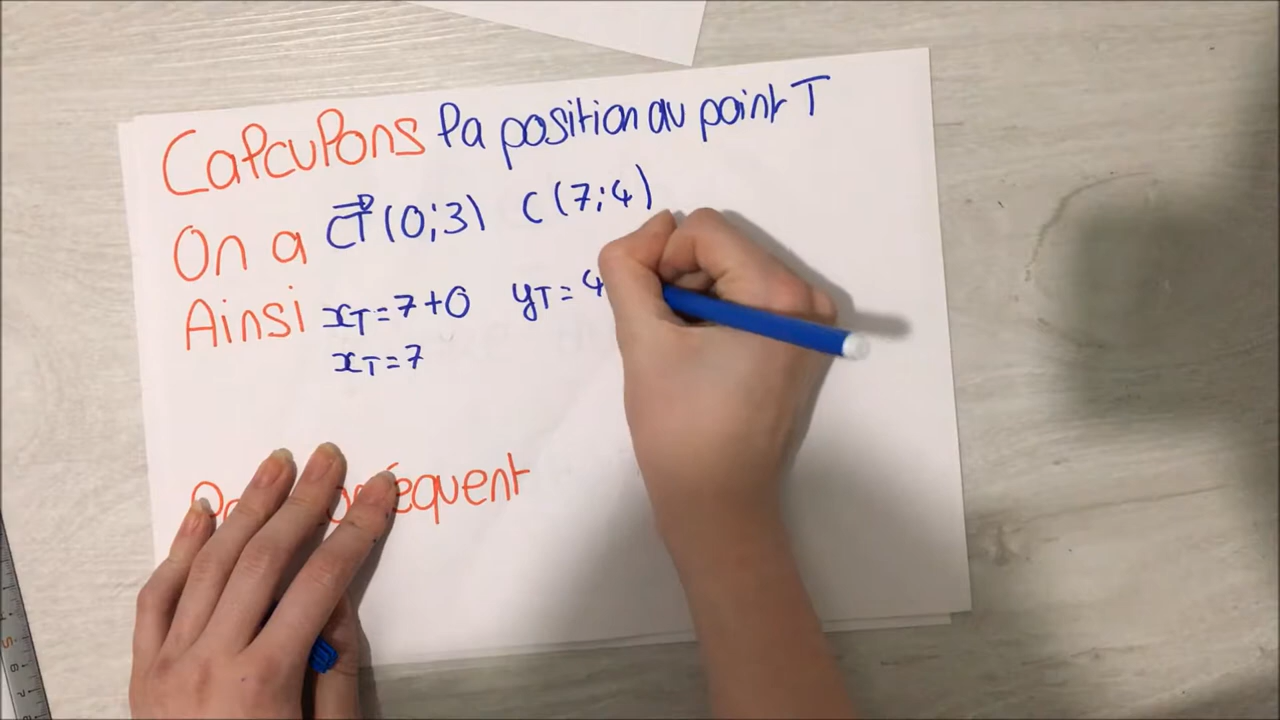 Calculons la position du point T
On a CT⃗ (0;3) C (7;4)
Ainsi xT=7+0 yT=4
xT=7
équent